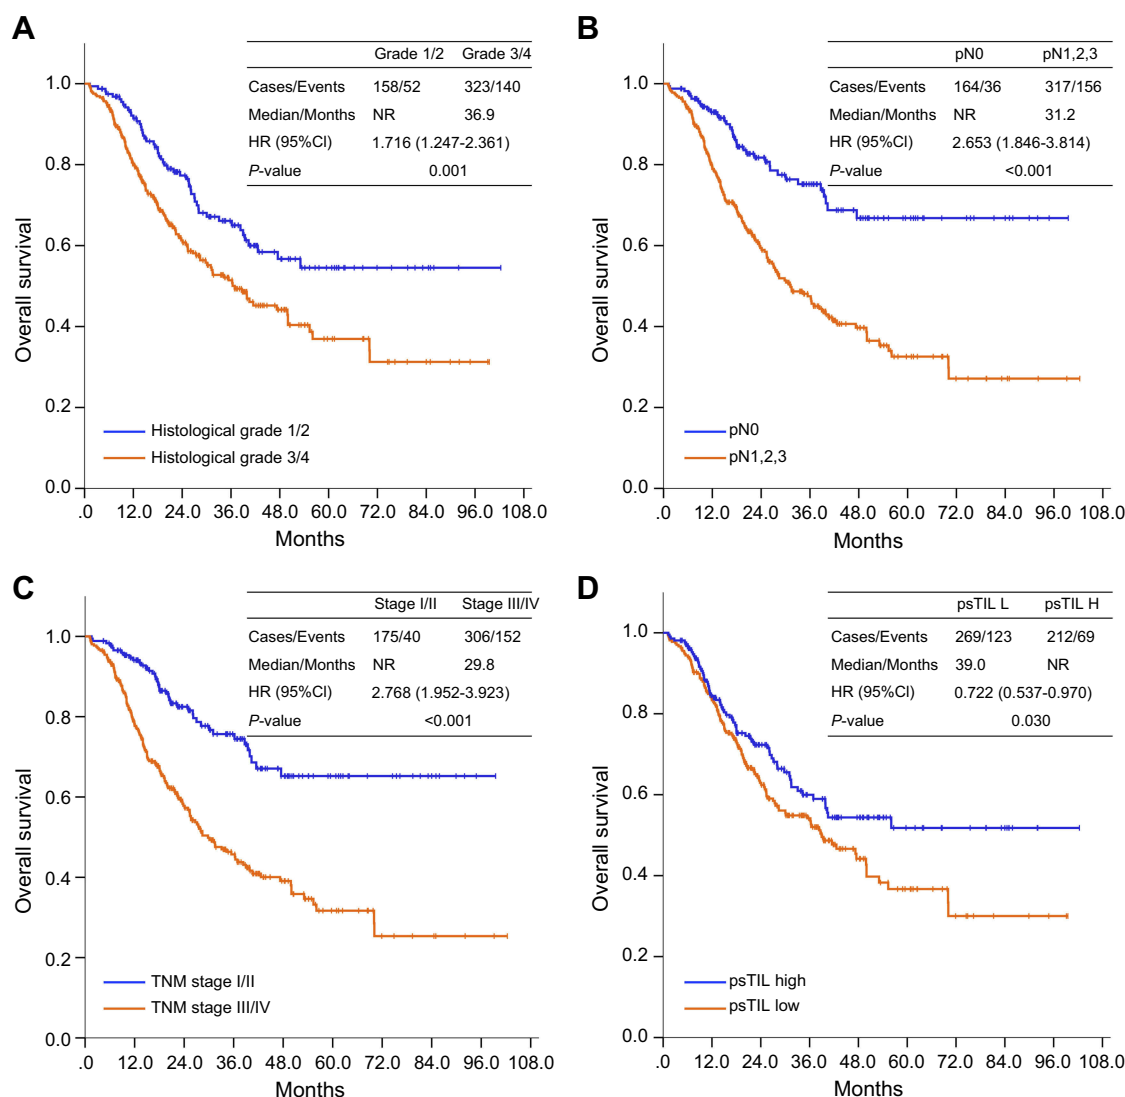 A
Grade 1/2 Grade 3/4
Cases/Events 158/52 323/140
Median/Months NR 36.9
HR (95%CI) 1.716 (1.247-2.361)
P-value 0.001
Overall survival
1.0
0.8
0.6
0.4
0.2
0.0
Histological grade 1/2
Histological grade 3/4
.0 12.0 24.0 36.0 48.0 60.0 72.0 84.0 96.0 108.0
Months
B
pN0 pN1,2,3
Cases/Events 164/36 317/156
Median/Months NR 31.2
HR (95%CI) 2.653 (1.846-3.814)
P-value <0.001
Overall survival
1.0
0.8
0.6
0.4
0.2
0.0
pN0
pN1,2,3
.0 12.0 24.0 36.0 48.0 60.0 72.0 84.0 96.0 108.0
Months
C
Stage I/II Stage III/IV
Cases/Events 175/40 306/152
Median/Months NR 29.8
HR (95%CI) 2.768 (1.952-3.923)
P-value <0.001
Overall survival
1.0
0.8
0.6
0.4
0.2
0.0
TNM stage I/II
TNM stage III/IV
.0 12.0 24.0 36.0 48.0 60.0 72.0 84.0 96.0 108.0
Months
D
psTIL L psTIL H
Cases/Events 269/123 212/69
Median/Months 39.0 NR
HR (95%CI) 0.722 (0.537-0.970)
P-value 0.030
Overall survival
1.0
0.8
0.6
0.4
0.2
0.0
psTIL high
psTIL low
.0 12.0 24.0 36.0 48.0 60.0 72.0 84.0 96.0 108.0
Months